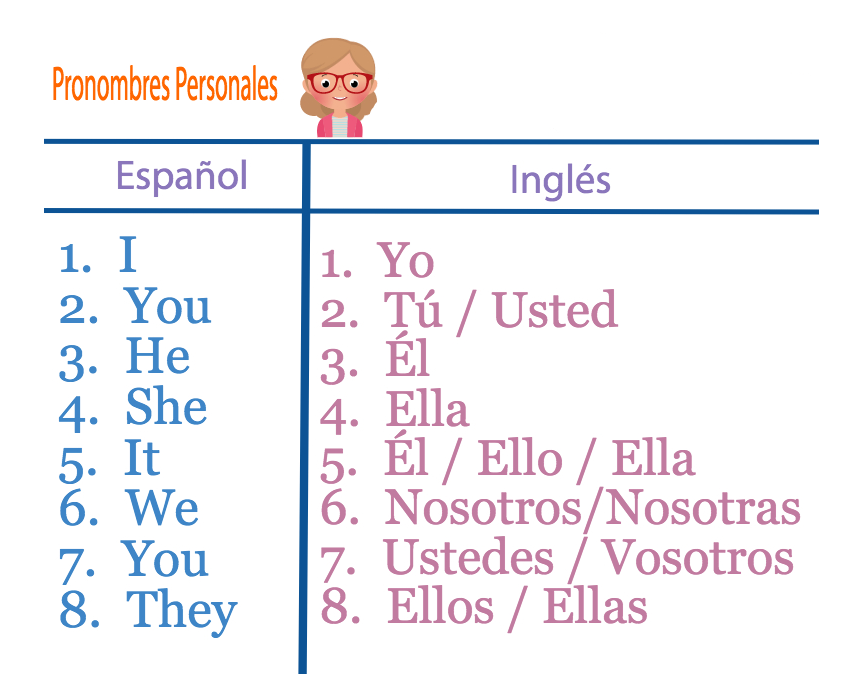 Pronombres Personales
Español
Inglés
1. I
2. You
3. He
4. She
5. It
6. We
7. You
8. They
1. Yo
2. Tú / Usted
3. Él
4. Ella
5. Él / Ello / Ella
6. Nosotros/Nosotras
7. Ustedes / Vosotros
8. Ellos / Ellas